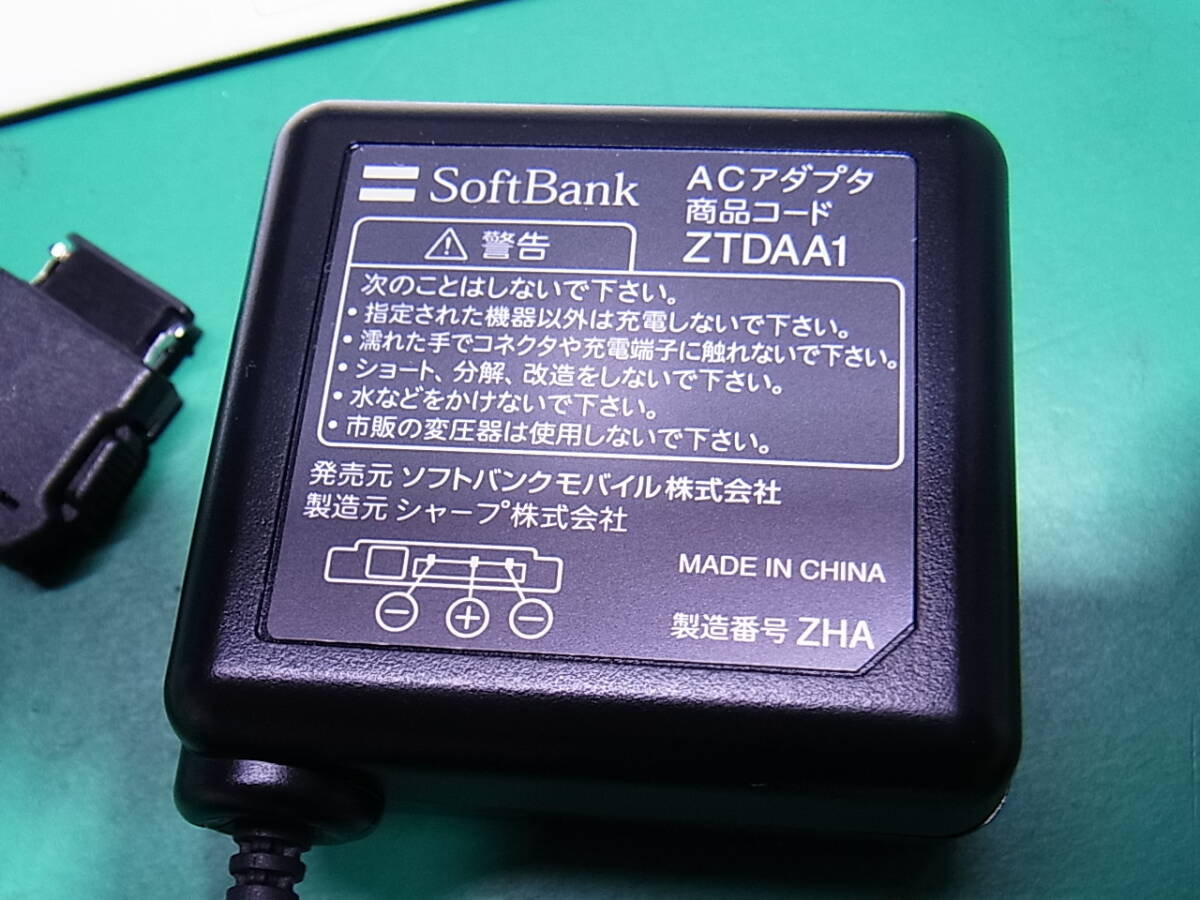 SoftBank
ACアダプタ
商品コード
ZTDAA1
警告
次のことはしないで下さい。
・指定された機器以外は充電しないで下さい。
・濡れた手でコネクタや充電端子に触れないで下さい。
・ショート、分解、改造をしないで下さい。
・水などをかけないで下さい。
・市販の変圧器は使用しないで下さい。
発売元 ソフトバンクモバイル株式会社
製造元 シャープ株式会社
MADE IN CHINA
− + −
製造番号 ZHA